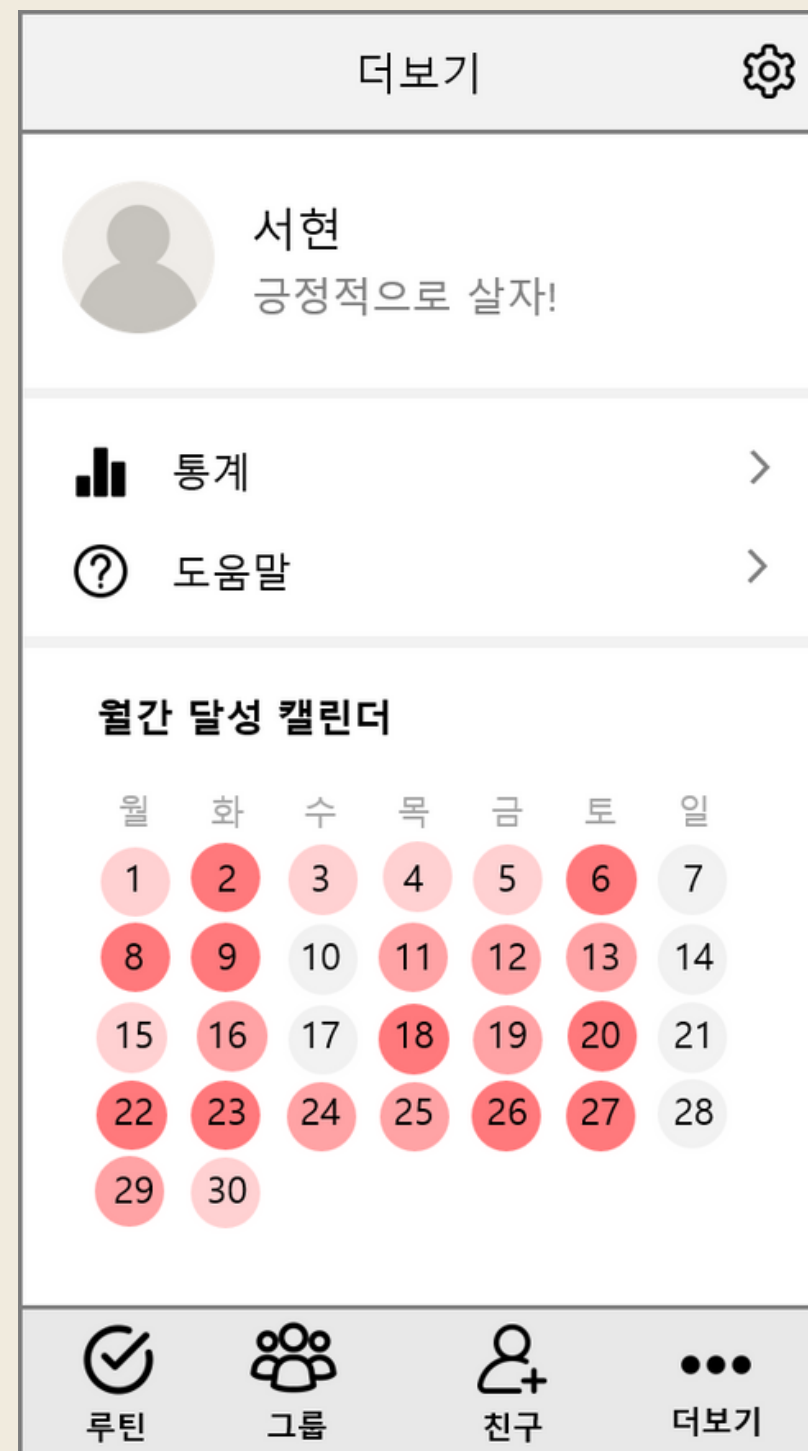 더보기
서현
긍정적으로 살자!
통계
도움말
월간 달성 캘린더
월 화 수 목 금 토 일
1 2 3 4 5 6 7
8 9 10 11 12 13 14
15 16 17 18 19 20 21
22 23 24 25 26 27 28
29 30
루틴 그룹 친구 더보기